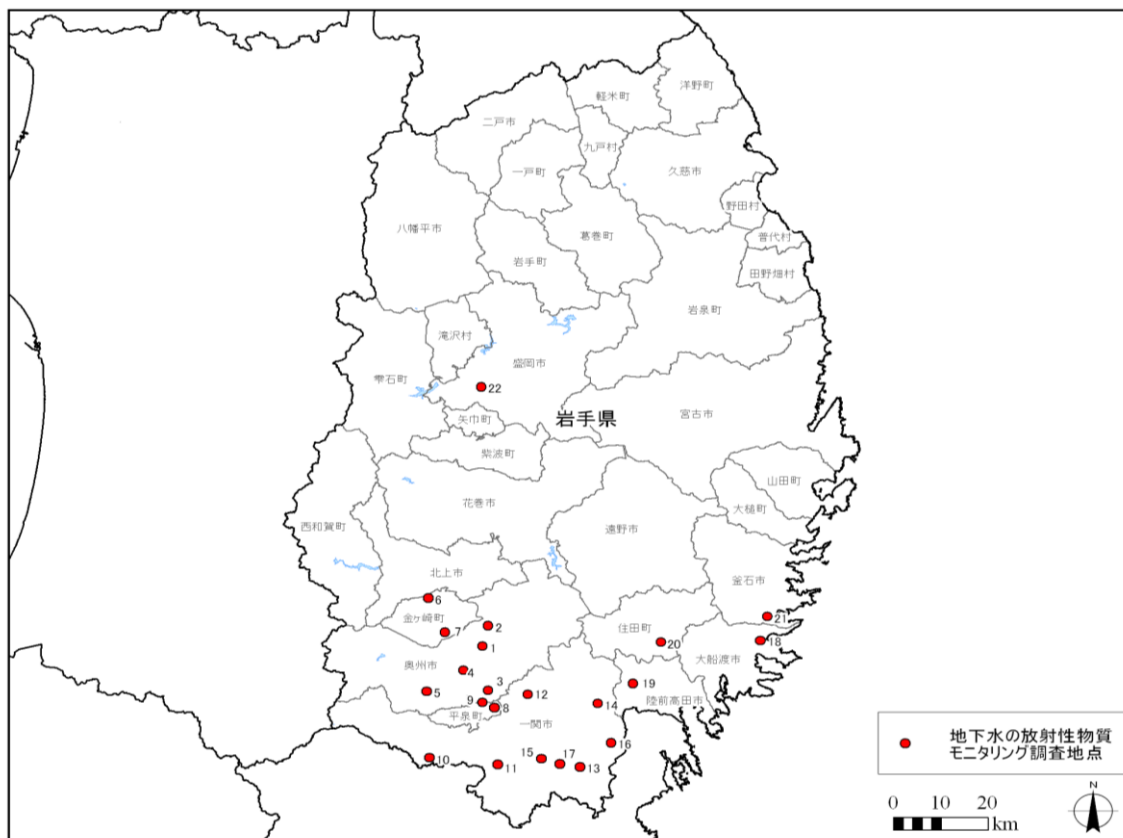 洋野町
軽米町
二戸市
九戸村
一戸町
久慈市
野田村
八幡平市
葛巻町
普代村
岩手町
田野畑村
岩泉町
滝沢村
盛岡市
雫石町
22
矢巾町
岩手県
宮古市
紫波町
山田町
花巻市
大槌町
西和賀町
遠野市
北上市
釜石市
6
金ヶ崎町
21
2
住田町
7
20
18
1
大船渡市
奥州市
4
19
5
3
12
陸前高田市
9
8
14
平泉町
一関市
16
10
11
15
17
13
地下水の放射性物質
モニタリング調査地点
0 10 20
km
N